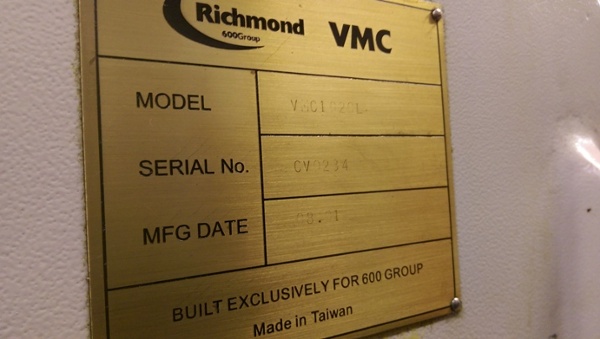 Richmond VMC
600Group
MODEL
SERIAL No.
MFG DATE
BUILT EXCLUSIVELY FOR 600 GROUP
Made in Taiwan